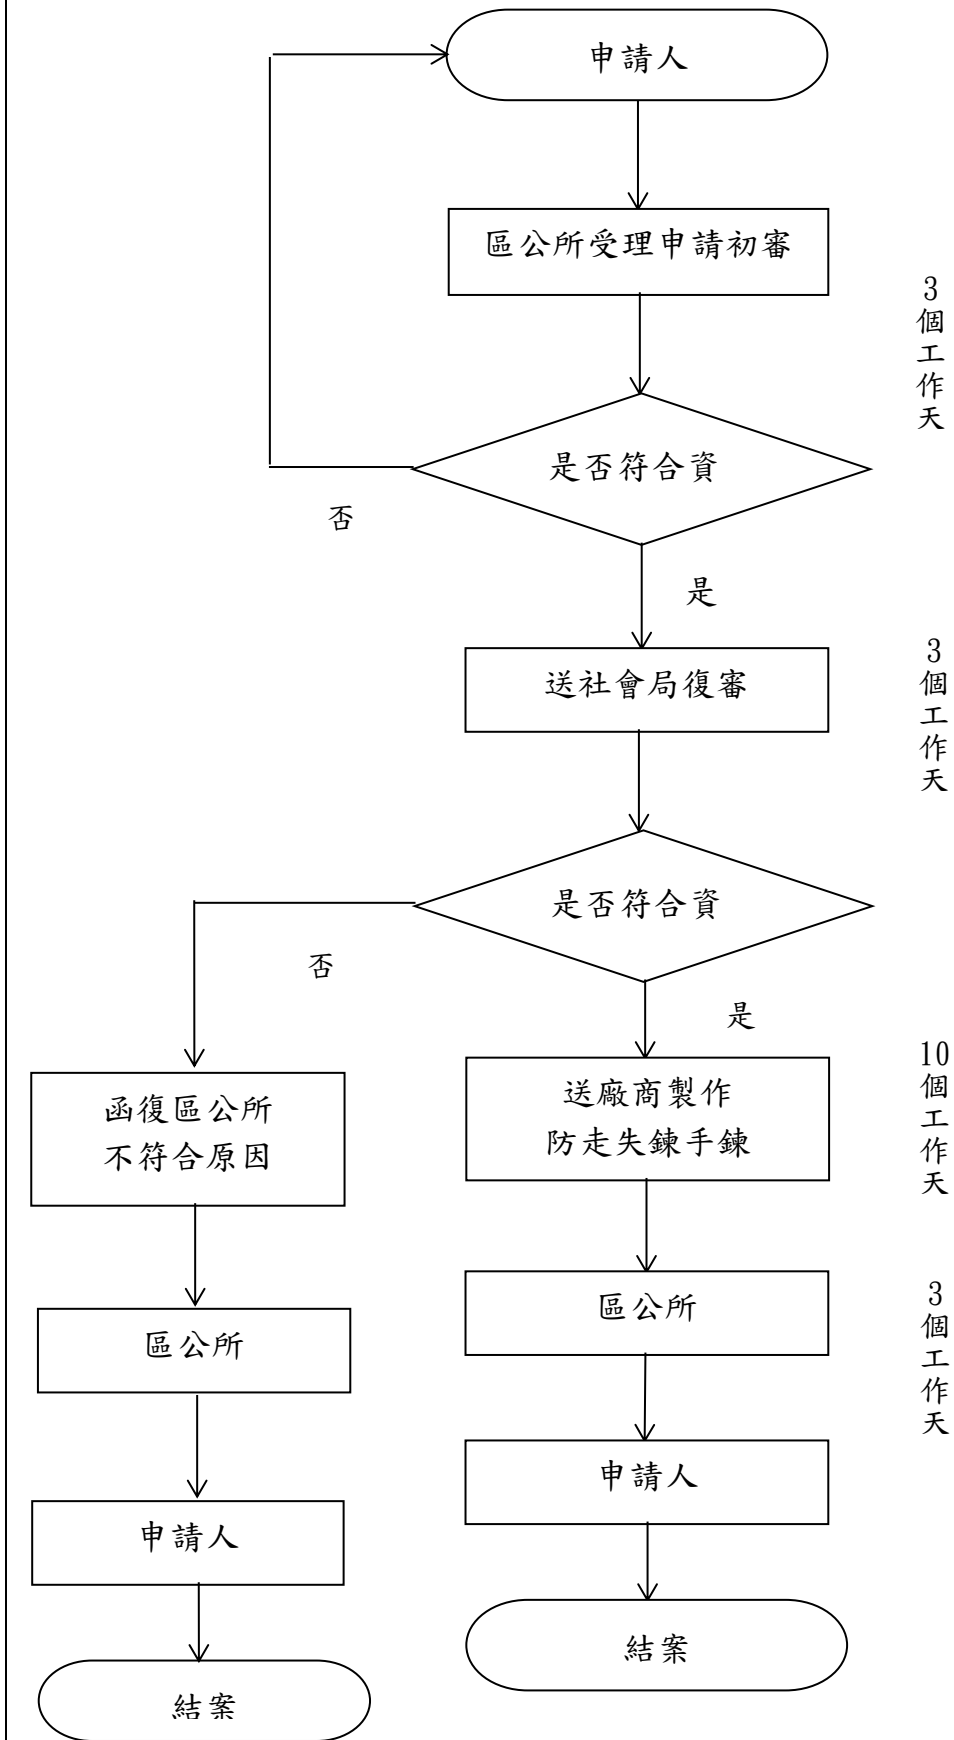 申請人
區公所受理申請初審
3個工作天
是否符合資
否
是
送社會局復審
3個工作天
是否符合資
否
是
函復區公所
不符合原因
送廠商製作
防走失鍊手鍊
10個工作天
區公所
區公所
3個工作天
申請人
申請人
結案
結案